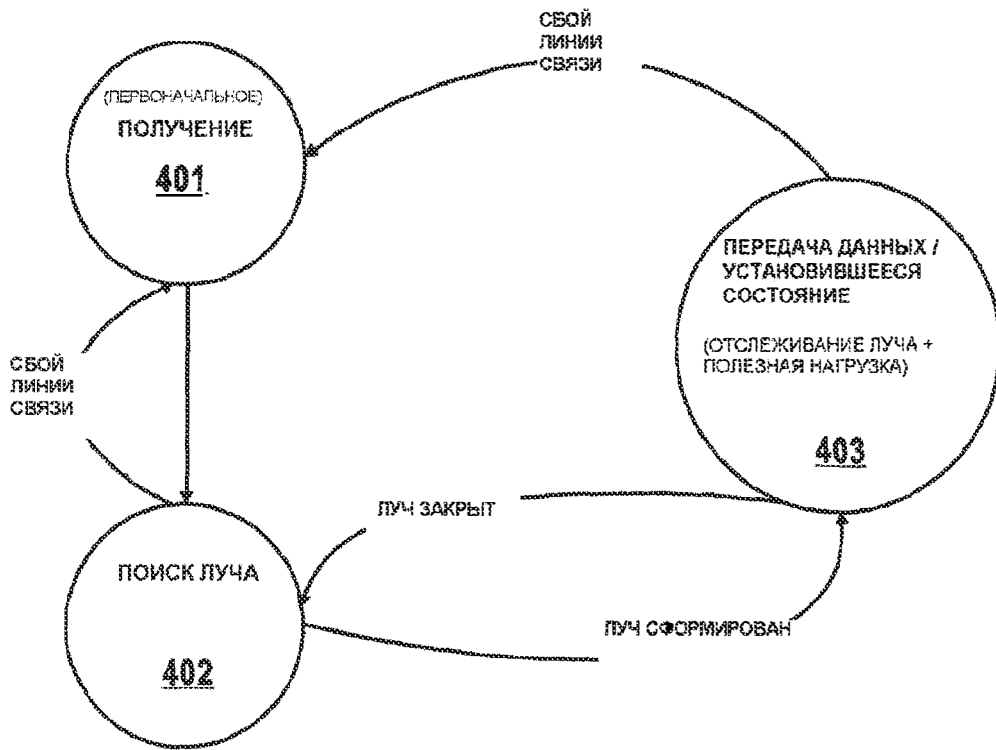 СБОЙ
ЛИНИИ
СВЯЗИ
(ПЕРВОНАЧАЛЬНОЕ)
ПОЛУЧЕНИЕ
401
ПЕРЕДАЧА ДАННЫХ /
УСТАНОВИВШЕЕСЯ
СОСТОЯНИЕ
(ОТСЛЕЖИВАНИЕ ЛУЧА +
ПОЛЕЗНАЯ НАГРУЗКА)
403
СБОЙ
ЛИНИИ
СВЯЗИ
ЛУЧ ЗАКРЫТ
ПОИСК ЛУЧА
402
ЛУЧ СФОРМИРОВАН